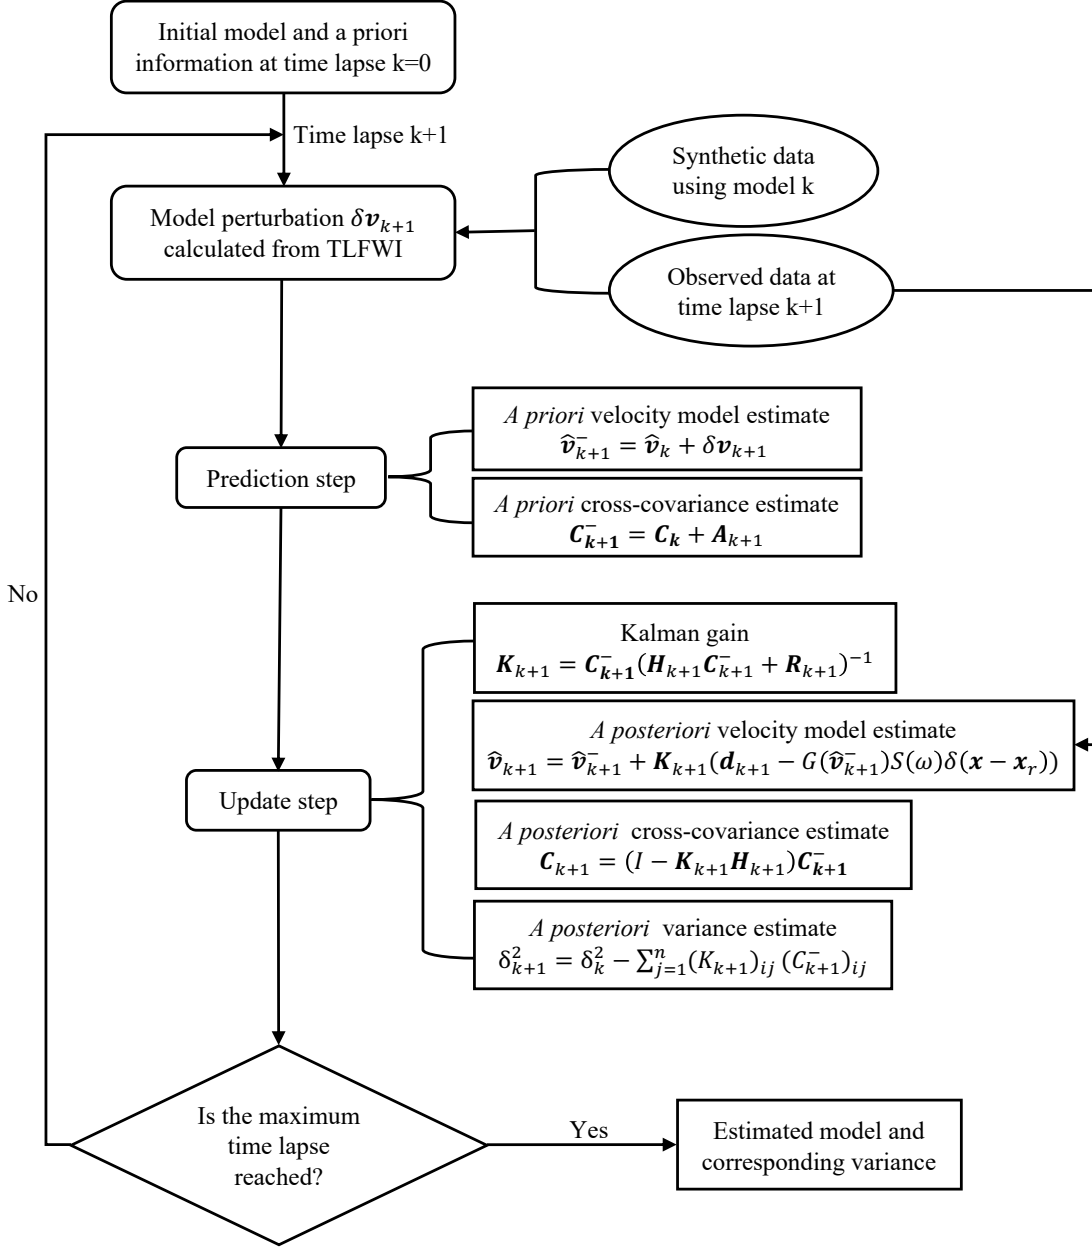 Initial model and a priori
information at time lapse k=0
Time lapse k+1
Synthetic data
using model k
Model perturbation δ𝒗ₖ₊₁
calculated from TLFWI
Observed data at
time lapse k+1
A priori velocity model estimate
𝒗̂⁻ₖ₊₁ = 𝒗̂ₖ + δ𝒗ₖ₊₁
Prediction step
A priori cross-covariance estimate
𝑪⁻ₖ₊₁ = 𝑪ₖ + 𝑨ₖ₊₁
No
Kalman gain
𝑲ₖ₊₁ = 𝑪⁻ₖ₊₁(𝑯ₖ₊₁𝑪⁻ₖ₊₁ + 𝑹ₖ₊₁)⁻¹
A posteriori velocity model estimate
𝒗̂ₖ₊₁ = 𝒗̂⁻ₖ₊₁ + 𝑲ₖ₊₁(𝒅ₖ₊₁ − G(𝒗̂⁻ₖ₊₁)S(ω)δ(𝒙 − 𝒙ᵣ))
Update step
A posteriori cross-covariance estimate
𝑪ₖ₊₁ = (I − 𝑲ₖ₊₁𝑯ₖ₊₁)𝑪⁻ₖ₊₁
A posteriori variance estimate
δ²ₖ₊₁ = δ²ₖ − ∑ⁿⱼ₌₁(Kₖ₊₁)ᵢⱼ (C⁻ₖ₊₁)ᵢⱼ
Is the maximum
time lapse
reached?
Yes
Estimated model and
corresponding variance